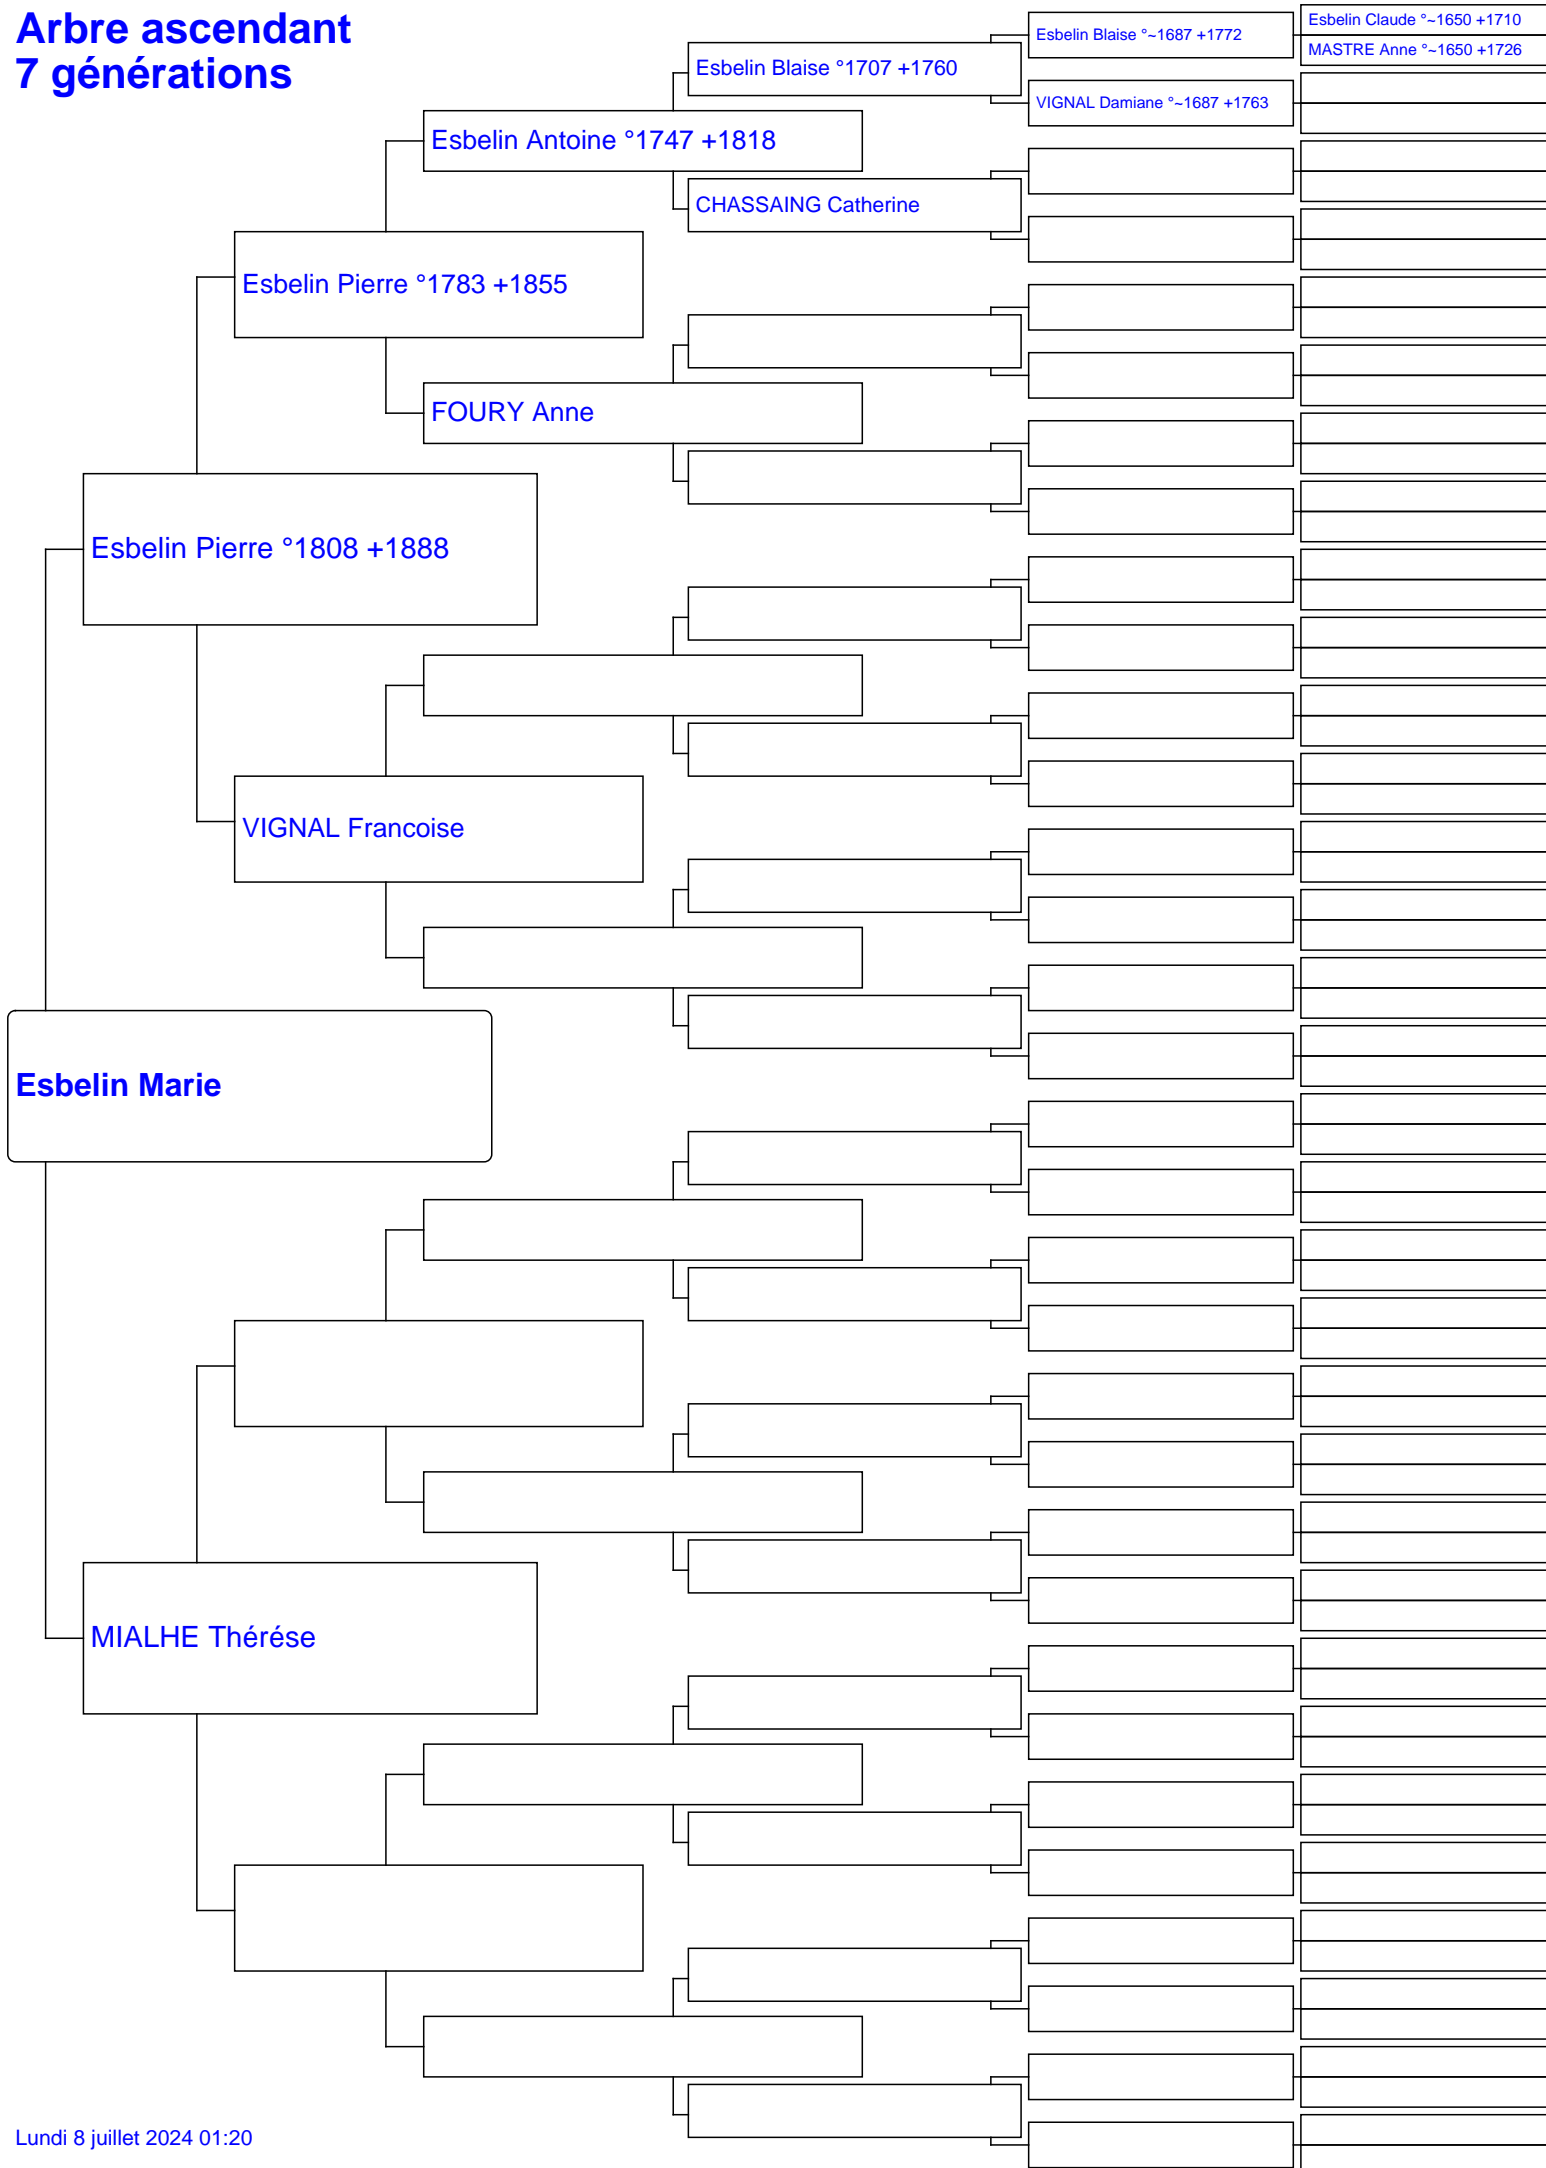 Arbre ascendant
7 générations
Esbelin Claude °~1650 +1710
Esbelin Blaise °~1687 +1772
MASTRE Anne °~1650 +1726
Esbelin Blaise °1707 +1760
VIGNAL Damiane °~1687 +1763
Esbelin Antoine °1747 +1818
CHASSAING Catherine
Esbelin Pierre °1783 +1855
FOURY Anne
Esbelin Pierre °1808 +1888
VIGNAL Francoise
Esbelin Marie
MIALHE Thérése
Lundi 8 juillet 2024 01:20